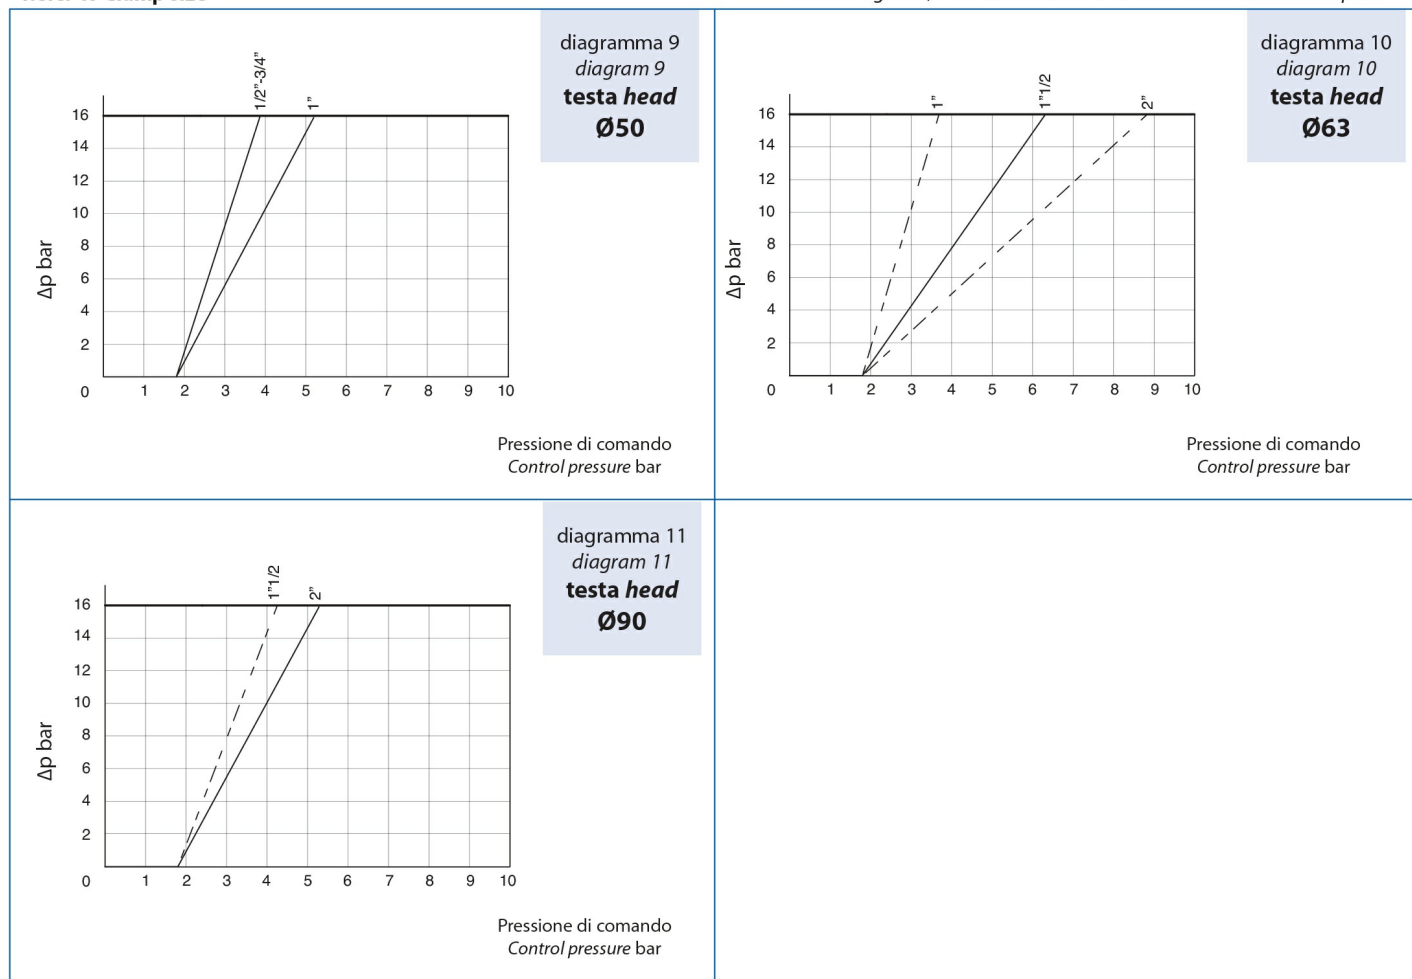 diagramma 9
diagram 9
testa head
Ø50
1/2"-3/4"
1"
16
14
12
10
8
6
4
2
0
1 2 3 4 5 6 7 8 9 10
Δp bar
Pressione di comando
Control pressure bar
diagramma 10
diagram 10
testa head
Ø63
1"
1"1/2
2"
16
14
12
10
8
6
4
2
0
1 2 3 4 5 6 7 8 9 10
Δp bar
Pressione di comando
Control pressure bar
diagramma 11
diagram 11
testa head
Ø90
1"1/2
2"
16
14
12
10
8
6
4
2
0
1 2 3 4 5 6 7 8 9 10
Δp bar
Pressione di comando
Control pressure bar